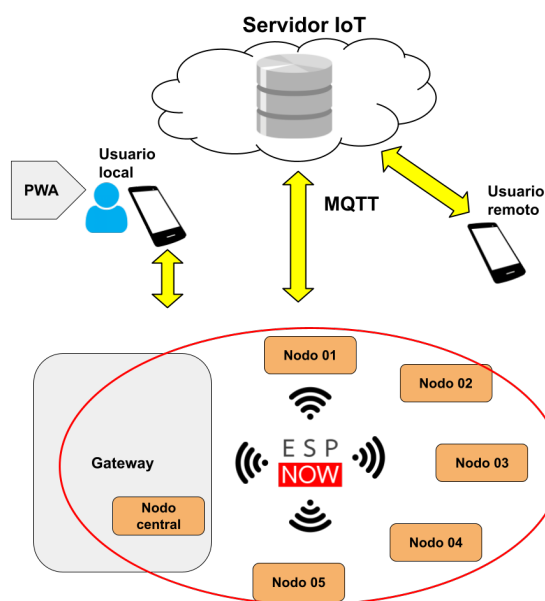 Servidor IoT
Usuario
local
PWA
MQTT
Usuario
remoto
Nodo 01
Nodo 02
Gateway
E S P
NOW
Nodo 03
Nodo
central
Nodo 04
Nodo 05